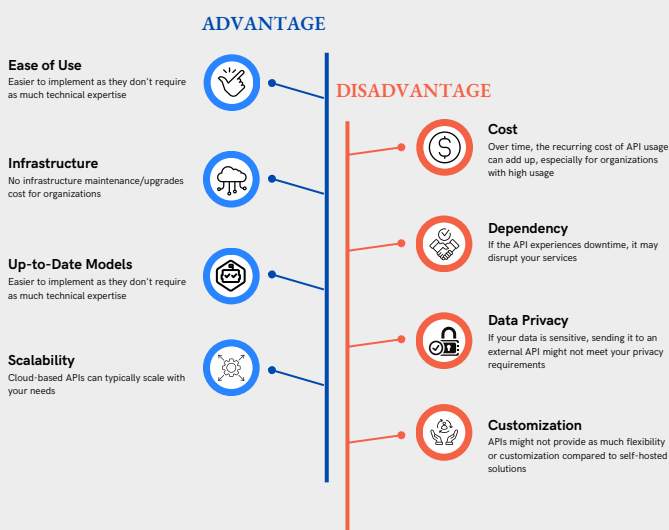 ADVANTAGE
Ease of Use
Easier to implement as they don't require
as much technical expertise
Infrastructure
No infrastructure maintenance/upgrades
cost for organizations
Up-to-Date Models
Easier to implement as they don't require
as much technical expertise
Scalability
Cloud-based APIs can typically scale with
your needs
DISADVANTAGE
Cost
Over time, the recurring cost of API usage
can add up, especially for organizations
with high usage
Dependency
If the API experiences downtime, it may
disrupt your services
Data Privacy
If your data is sensitive, sending it to an
external API might not meet your privacy
requirements
Customization
APIs might not provide as much flexibility
or customization compared to self-hosted
solutions